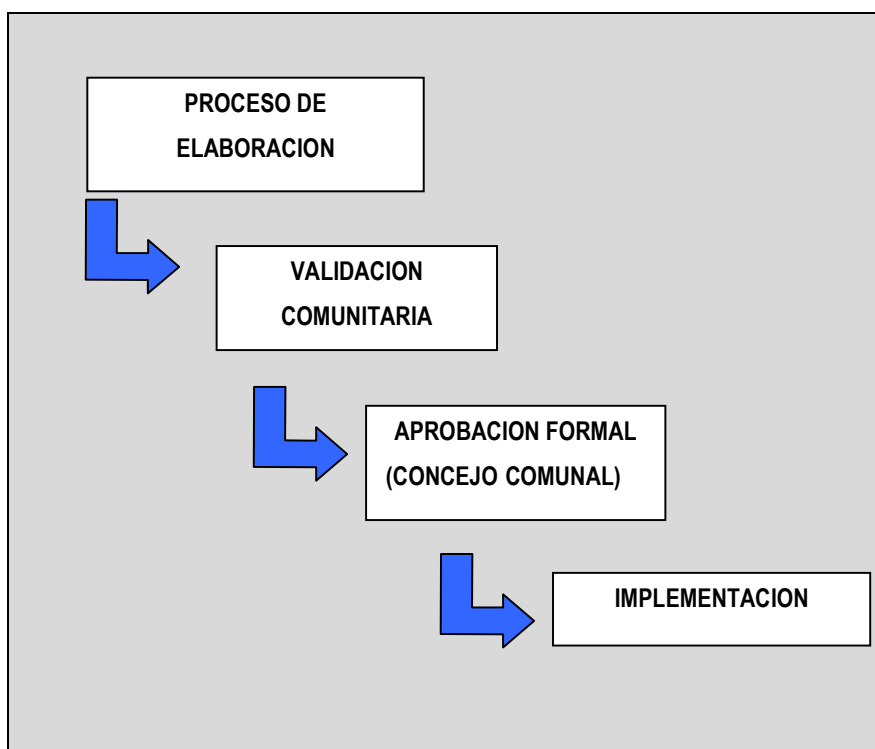 PROCESO DE
ELABORACION
VALIDACION
COMUNITARIA
APROBACION FORMAL
(CONCEJO COMUNAL)
IMPLEMENTACION